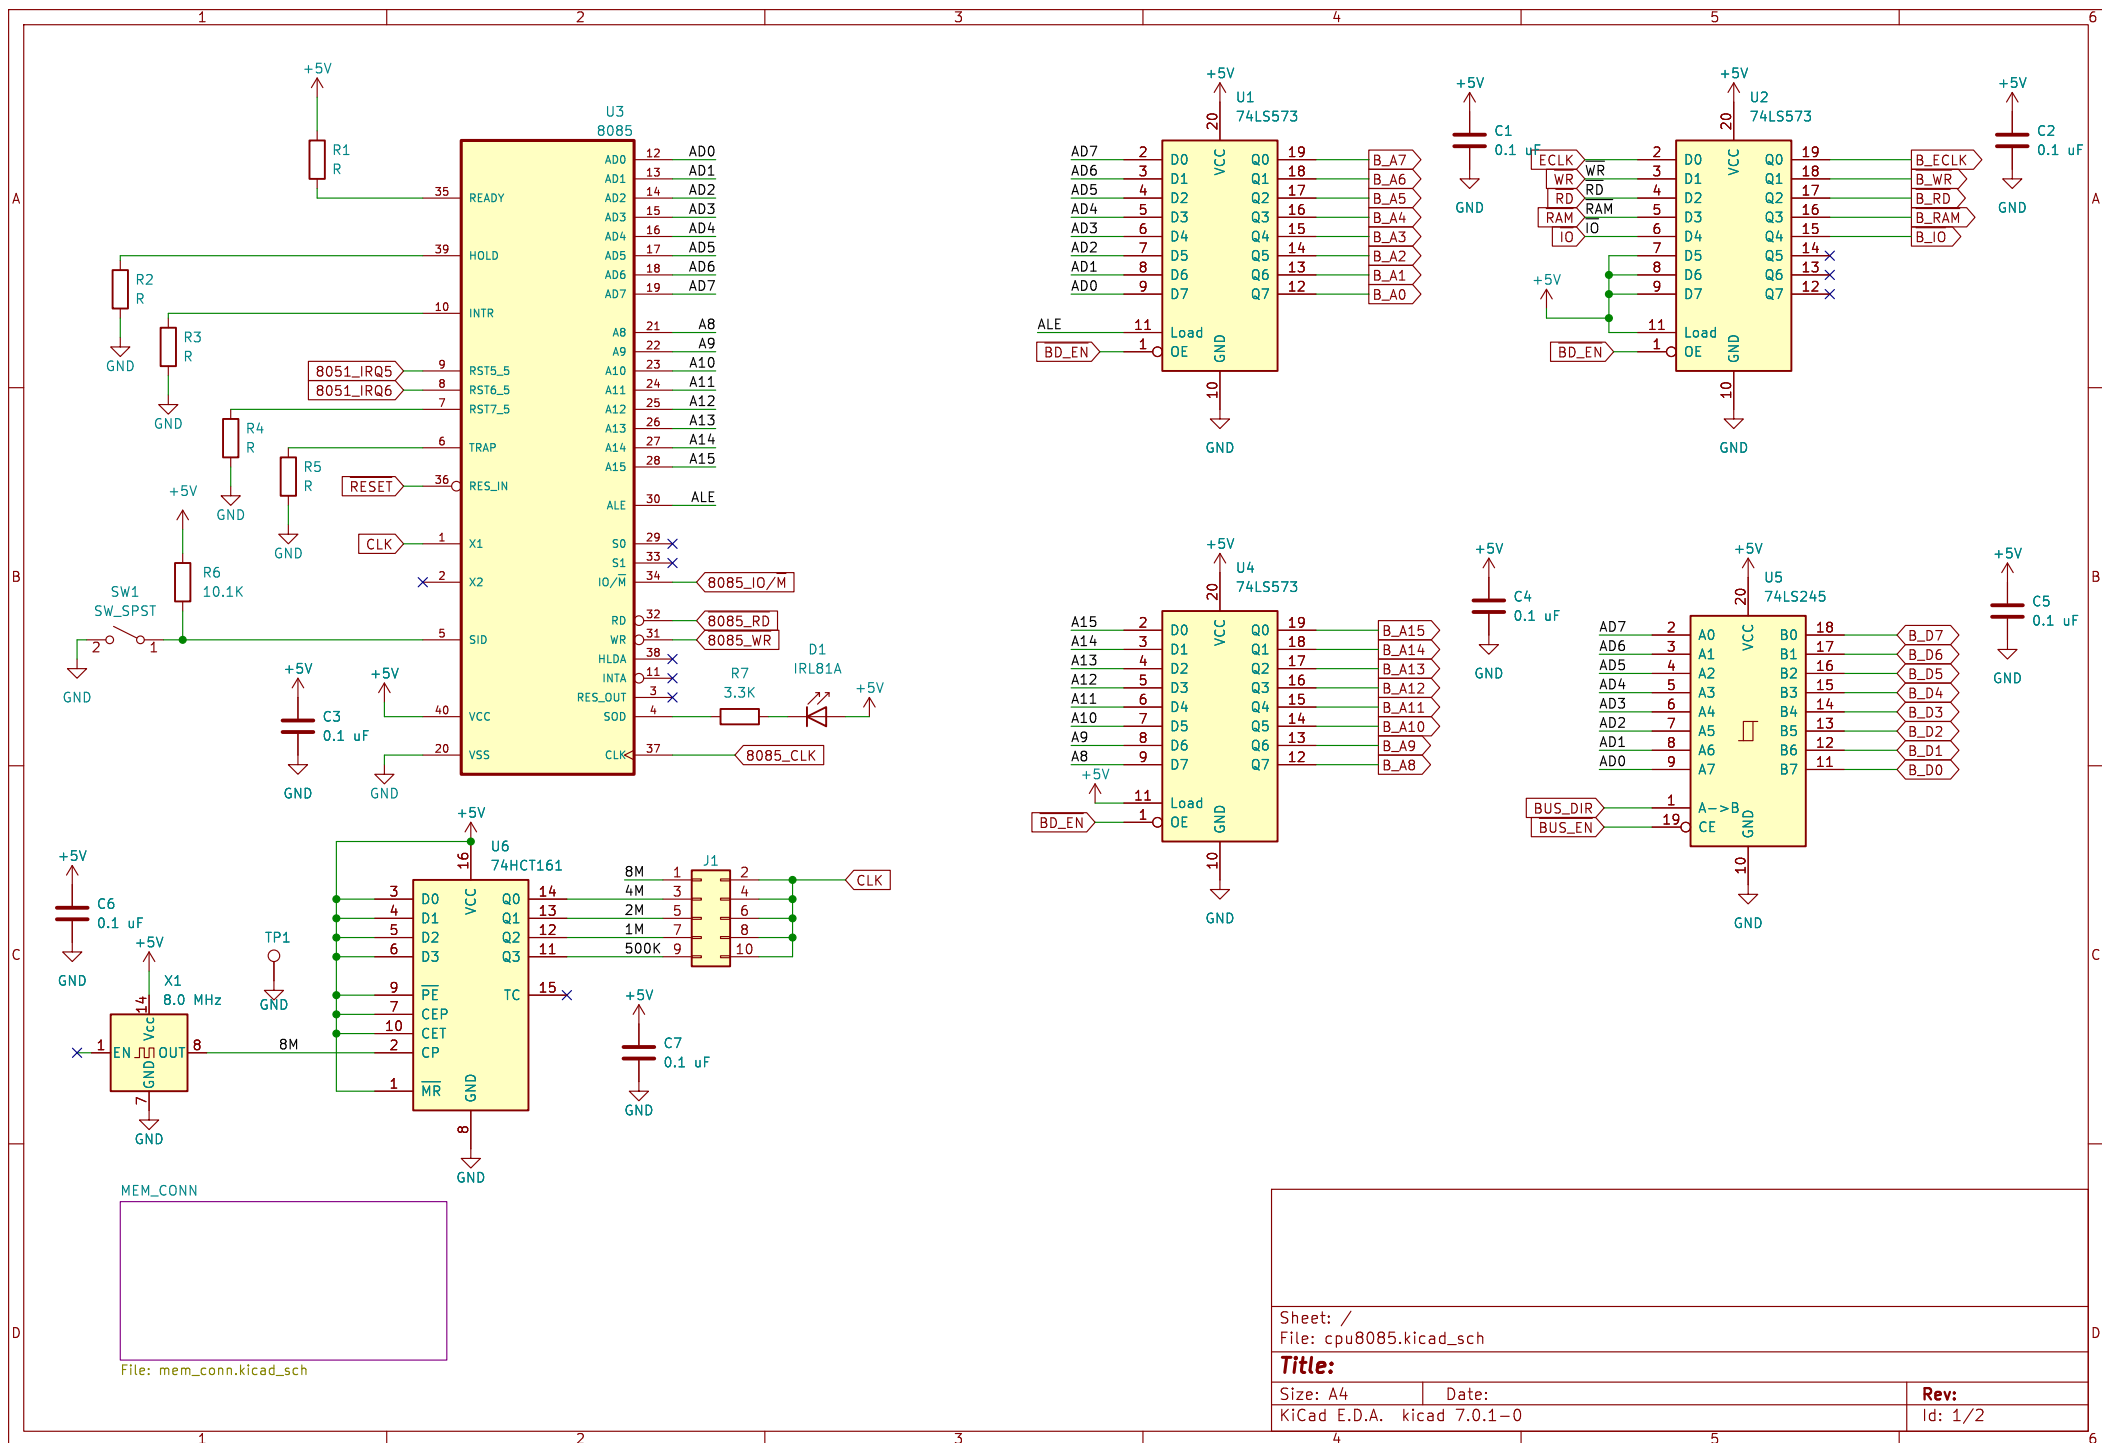 1 2 3 4 5 6
A
B
C
D
+5V
R1
R
U3
8085
35 READY
39 HOLD
R2
R
GND
10 INTR
R3
R
GND
8051_IRQ5 9 RST5_5
8051_IRQ6 8 RST6_5
7 RST7_5
R4
R
GND
6 TRAP
R5
R
GND
RESET 36 RES_IN
CLK 1 X1
2 X2
+5V
R6
10.1K
SW1
SW_SPST
2 1
GND
5 SID
+5V
C3
0.1 uF
GND
+5V
40 VCC
20 VSS
GND
AD0 12 AD0
AD1 13 AD1
AD2 14 AD2
AD3 15 AD3
AD4 16 AD4
AD5 17 AD5
AD6 18 AD6
AD7 19 AD7
A8 21 A8
A9 22 A9
A10 23 A10
A11 24 A11
A12 25 A12
A13 26 A13
A14 27 A14
A15 28 A15
ALE 30 ALE
S0 29
S1 33
IO/M 34 8085_IO/M
RD 32 8085_RD
WR 31 8085_WR
HLDA 38
INTA 11
RES_OUT 3
SOD 4
R7
3.3K
D1
IRL81A
+5V
CLK 37 8085_CLK
+5V
20
U1
74LS573
VCC
AD7 2 D0 Q0 19 B_A7
AD6 3 D1 Q1 18 B_A6
AD5 4 D2 Q2 17 B_A5
AD4 5 D3 Q3 16 B_A4
AD3 6 D4 Q4 15 B_A3
AD2 7 D5 Q5 14 B_A2
AD1 8 D6 Q6 13 B_A1
AD0 9 D7 Q7 12 B_A0
ALE 11 Load
BD_EN 1 OE
GND
10
GND
+5V
C1
0.1 uF
GND
+5V
20
U2
74LS573
VCC
ECLK 2 D0 Q0 19 B_ECLK
WR WR 3 D1 Q1 18 B_WR
RD RD 4 D2 Q2 17 B_RD
RAM RAM 5 D3 Q3 16 B_RAM
IO IO 6 D4 Q4 15 B_IO
7 D5 Q5 14
8 D6 Q6 13
9 D7 Q7 12
+5V
11 Load
BD_EN 1 OE
GND
10
GND
+5V
C2
0.1 uF
GND
+5V
20
U4
74LS573
VCC
A15 2 D0 Q0 19 B_A15
A14 3 D1 Q1 18 B_A14
A13 4 D2 Q2 17 B_A13
A12 5 D3 Q3 16 B_A12
A11 6 D4 Q4 15 B_A11
A10 7 D5 Q5 14 B_A10
A9 8 D6 Q6 13 B_A9
A8 9 D7 Q7 12 B_A8
+5V
11 Load
BD_EN 1 OE
GND
10
GND
+5V
C4
0.1 uF
GND
+5V
20
U5
74LS245
VCC
AD7 2 A0 B0 18 B_D7
AD6 3 A1 B1 17 B_D6
AD5 4 A2 B2 16 B_D5
AD4 5 A3 B3 15 B_D4
AD3 6 A4 B4 14 B_D3
AD2 7 A5 B5 13 B_D2
AD1 8 A6 B6 12 B_D1
AD0 9 A7 B7 11 B_D0
BUS_DIR 1 A->B
BUS_EN 19 CE
GND
10
GND
+5V
C5
0.1 uF
GND
+5V
C6
0.1 uF
GND
+5V
X1
8.0 MHz
14
Vcc
1 EN OUT 8
GND
7
GND
TP1
GND
8M
+5V
16
U6
74HCT161
VCC
3 D0 Q0 14
4 D1 Q1 13
5 D2 Q2 12
6 D3 Q3 11
9 PE TC 15
7 CEP
10 CET
2 CP
1 MR
GND
8
GND
J1
8M 1 2 CLK
4M 3 4
2M 5 6
1M 7 8
500K 9 10
+5V
C7
0.1 uF
GND
MEM_CONN
File: mem_conn.kicad_sch
Sheet: /
File: cpu8085.kicad_sch
Title:
Size: A4 Date: Rev:
KiCad E.D.A. kicad 7.0.1-0 Id: 1/2
A
B
C
D
1 2 3 4 5 6